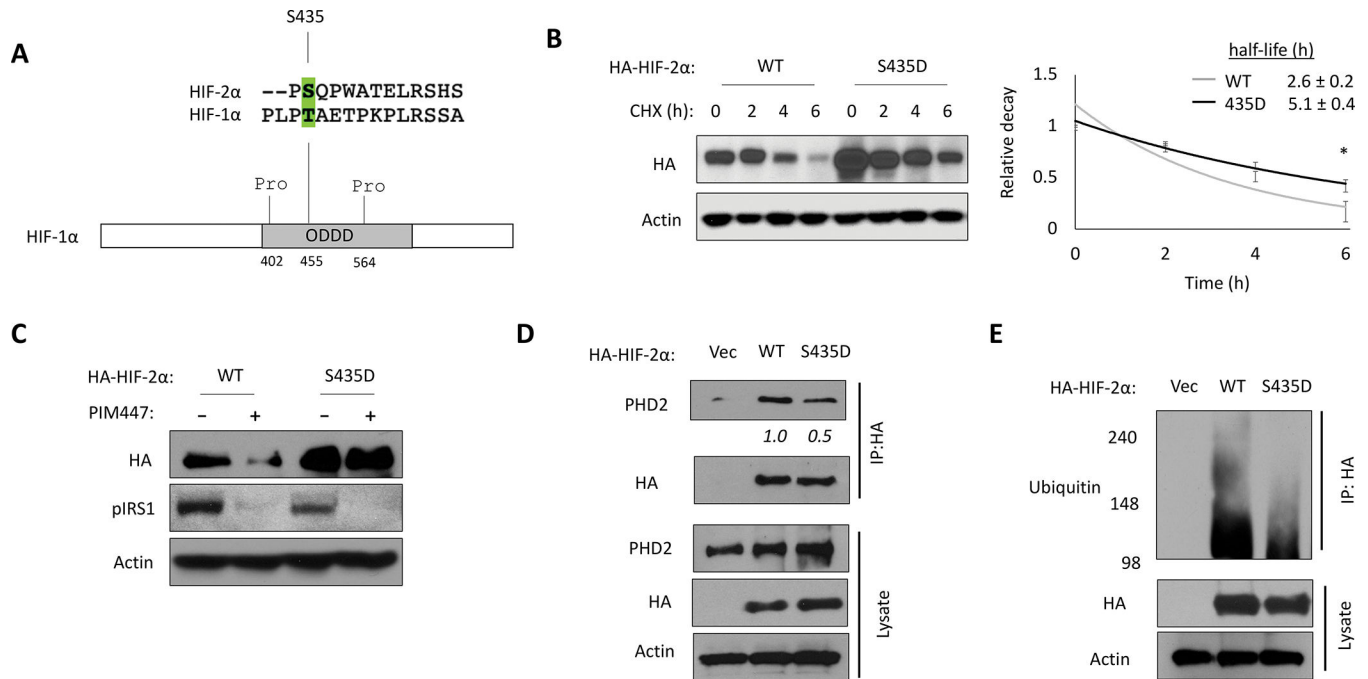 A
S435
HIF-2α --PSQPWATELRSHS
HIF-1α PLPTAETPKPLRSSA
Pro Pro
HIF-1α ODDD
402 455 564
B
HA-HIF-2α: WT S435D
CHX (h): 0 2 4 6 0 2 4 6
HA
Actin
half-life (h)
WT 2.6 ± 0.2
435D 5.1 ± 0.4
Relative decay
1.5
1
0.5
0
*
0 2 4 6
Time (h)
C
HA-HIF-2α: WT S435D
PIM447: – + – +
HA
pIRS1
Actin
D
HA-HIF-2α: Vec WT S435D
PHD2
1.0 0.5
HA
IP:HA
PHD2
HA
Actin
Lysate
E
HA-HIF-2α: Vec WT S435D
240
Ubiquitin
148
98
IP: HA
HA
Actin
Lysate